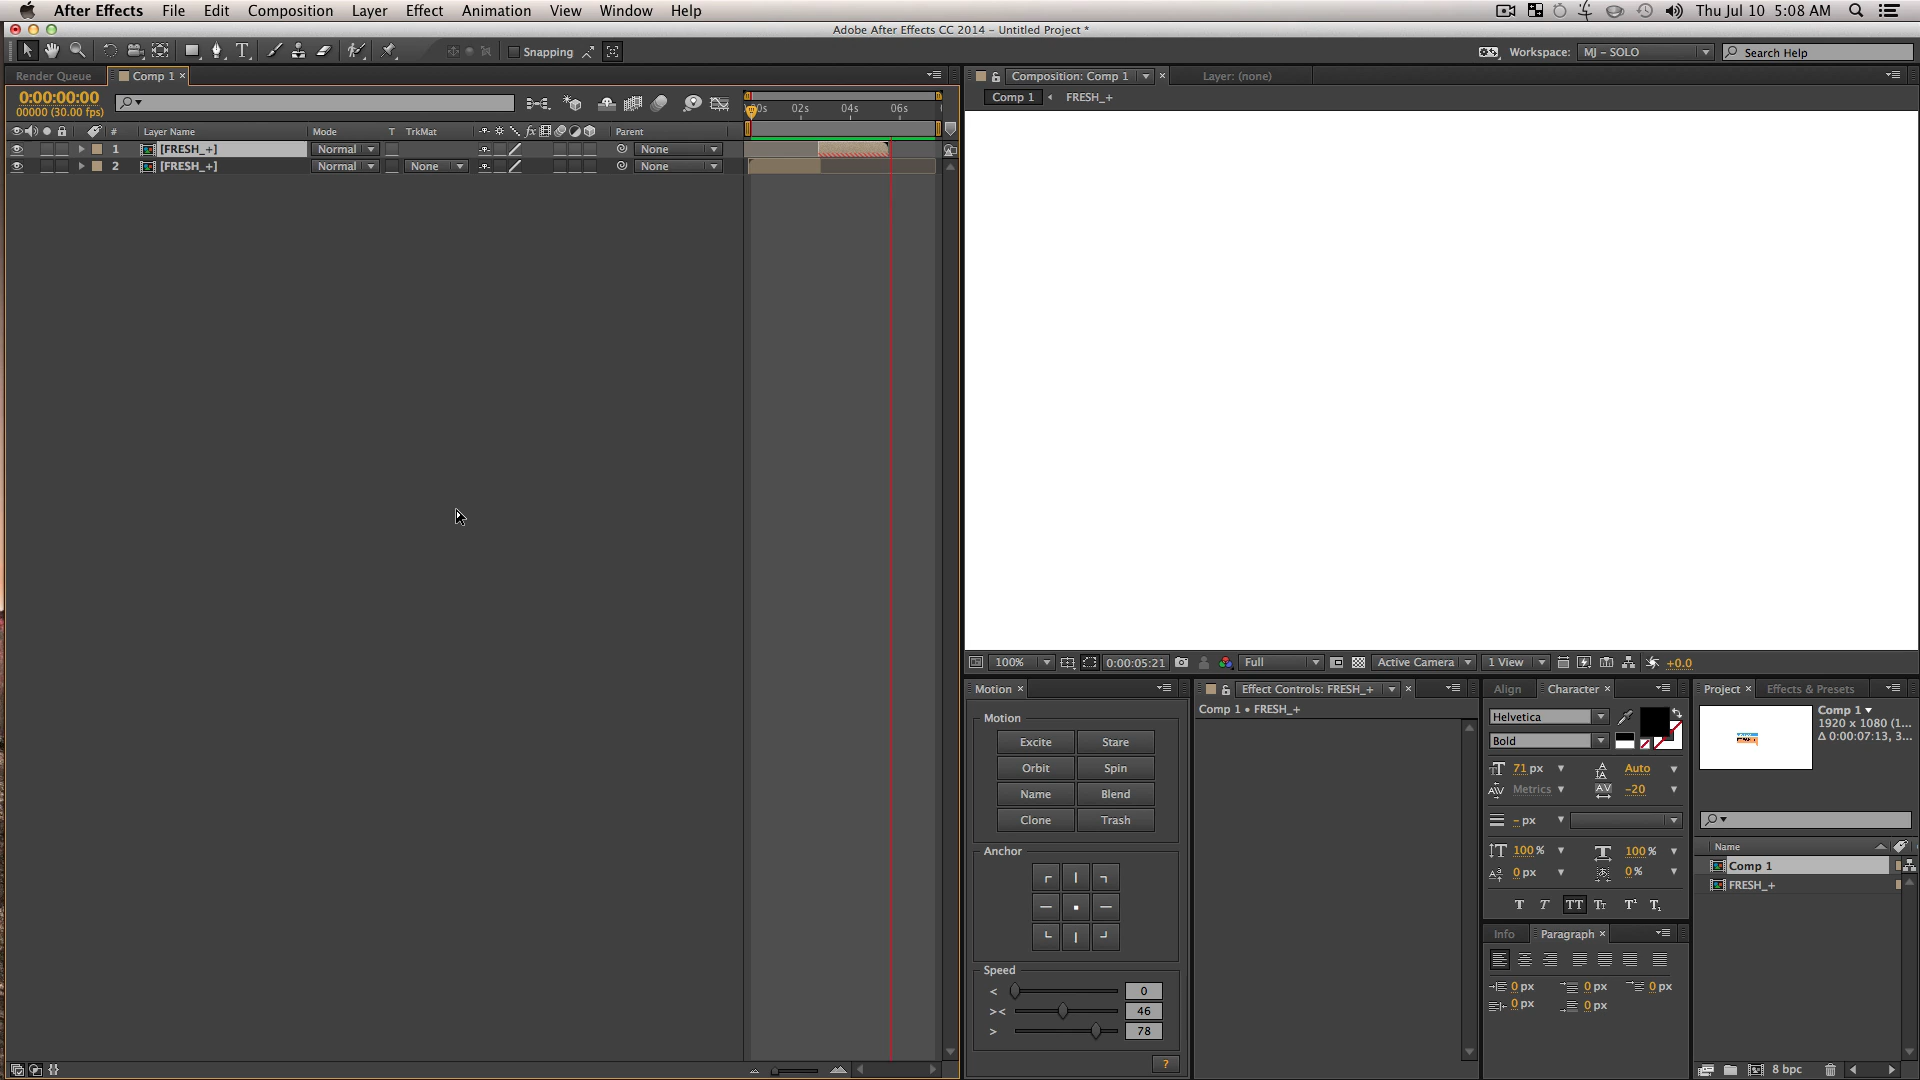 After Effects File Edit Composition Layer Effect Animation View Window Help Thu Jul 10 5:08 AM
Adobe After Effects CC 2014 - Untitled Project *
T Snapping Workspace: MJ - SOLO Search Help
Render Queue Comp 1 ×
0:00:00:00
00000 (30.00 fps)
02s 04s 06s
# Layer Name Mode T TrkMat fx Parent
1 [FRESH_+] Normal None
2 [FRESH_+] Normal None None
Composition: Comp 1 × Layer: (none)
Comp 1 FRESH_+
100% 0:00:05:21 Full Active Camera 1 View +0.0
Motion ×
Motion
Excite Stare
Orbit Spin
Name Blend
Clone Trash
Anchor
Speed
< 0
>< 46
> 78
?
Effect Controls: FRESH_+ ×
Comp 1 • FRESH_+
Align Character ×
Helvetica
Bold
71 px Auto
Metrics -20
- px
100 % 100 %
0 px 0 %
T T TT Tt T¹ T₁
Info Paragraph ×
0 px 0 px 0 px
0 px 0 px
Project × Effects & Presets
Comp 1
1920 x 1080 (1...
Δ 0:00:07:13, 3...
Name
Comp 1
FRESH_+
8 bpc